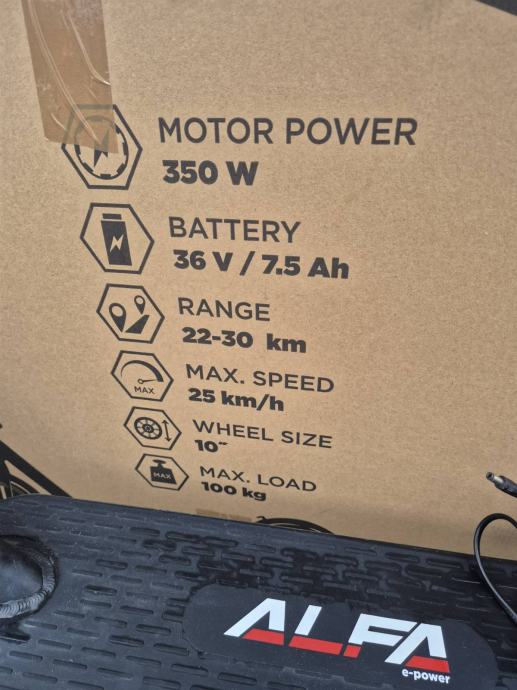 MOTOR POWER
350 W
BATTERY
36 V / 7.5 Ah
RANGE
22-30 km
MAX. SPEED
25 km/h
MAX
WHEEL SIZE
10"
MAX. LOAD
100 kg
MAX
ALFA
e-power